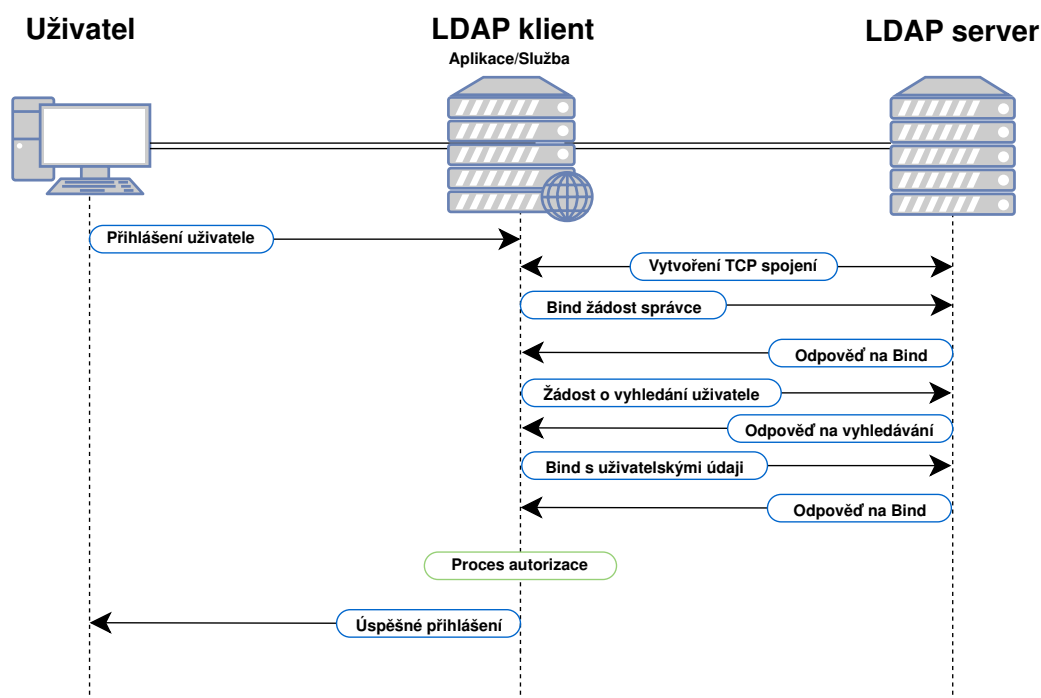 Uživatel
LDAP klient
LDAP server
Aplikace/Služba
Přihlášení uživatele
Vytvoření TCP spojení
Bind žádost správce
Odpověď na Bind
Žádost o vyhledání uživatele
Odpověď na vyhledávání
Bind s uživatelskými údaji
Odpověď na Bind
Proces autorizace
Úspěšné přihlášení